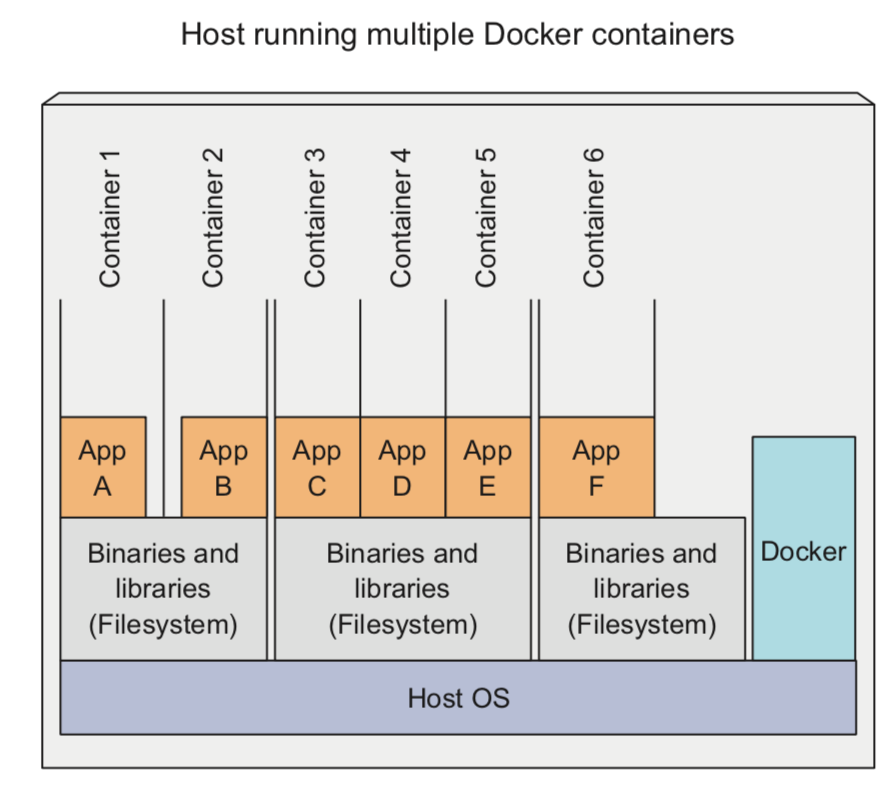 Host running multiple Docker containers
Container 1
Container 2
Container 3
Container 4
Container 5
Container 6
App
A
App
B
App
C
App
D
App
E
App
F
Binaries and
libraries
(Filesystem)
Binaries and
libraries
(Filesystem)
Binaries and
libraries
(Filesystem)
Docker
Host OS